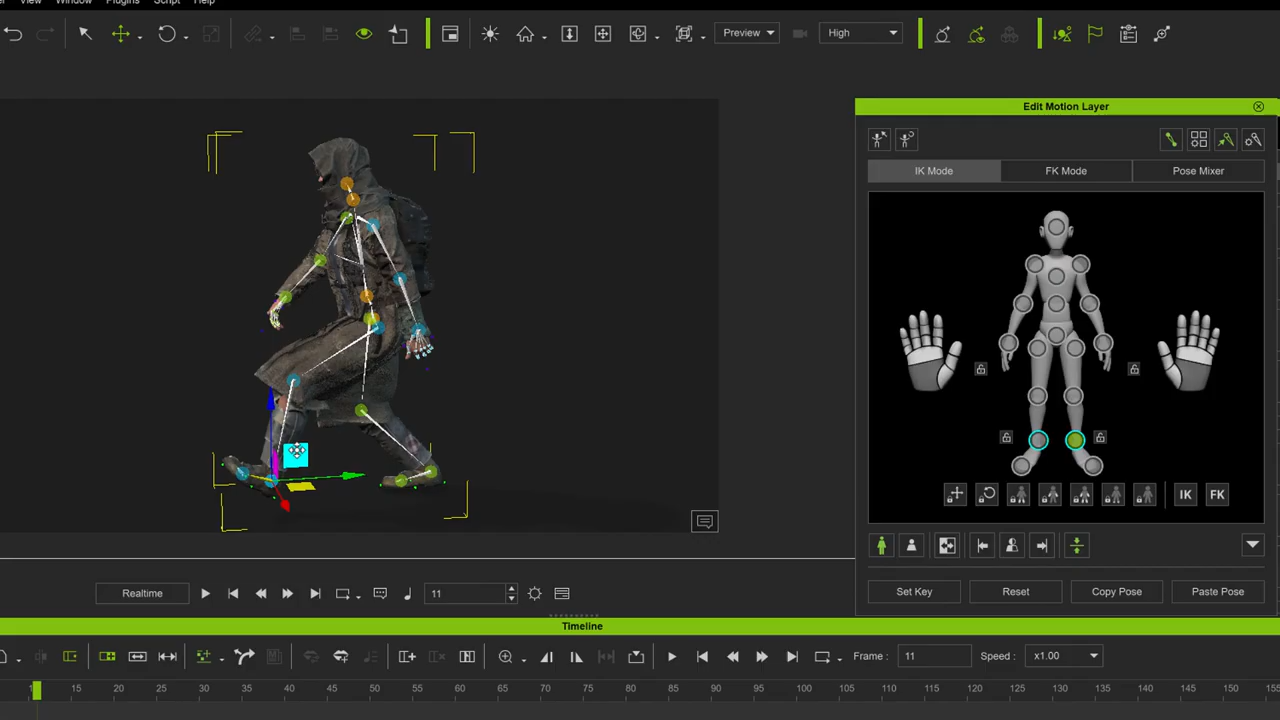 View Window Plugins Script Help
Preview High
Edit Motion Layer
IK Mode FK Mode Pose Mixer
IK FK
Realtime 11
Set Key Reset Copy Pose Paste Pose
Timeline
Frame : 11 Speed : x1.00
15 20 25 30 35 40 45 50 55 60 65 70 75 80 85 90 95 100 105 110 115 120 125 130 135 140 145 150 155